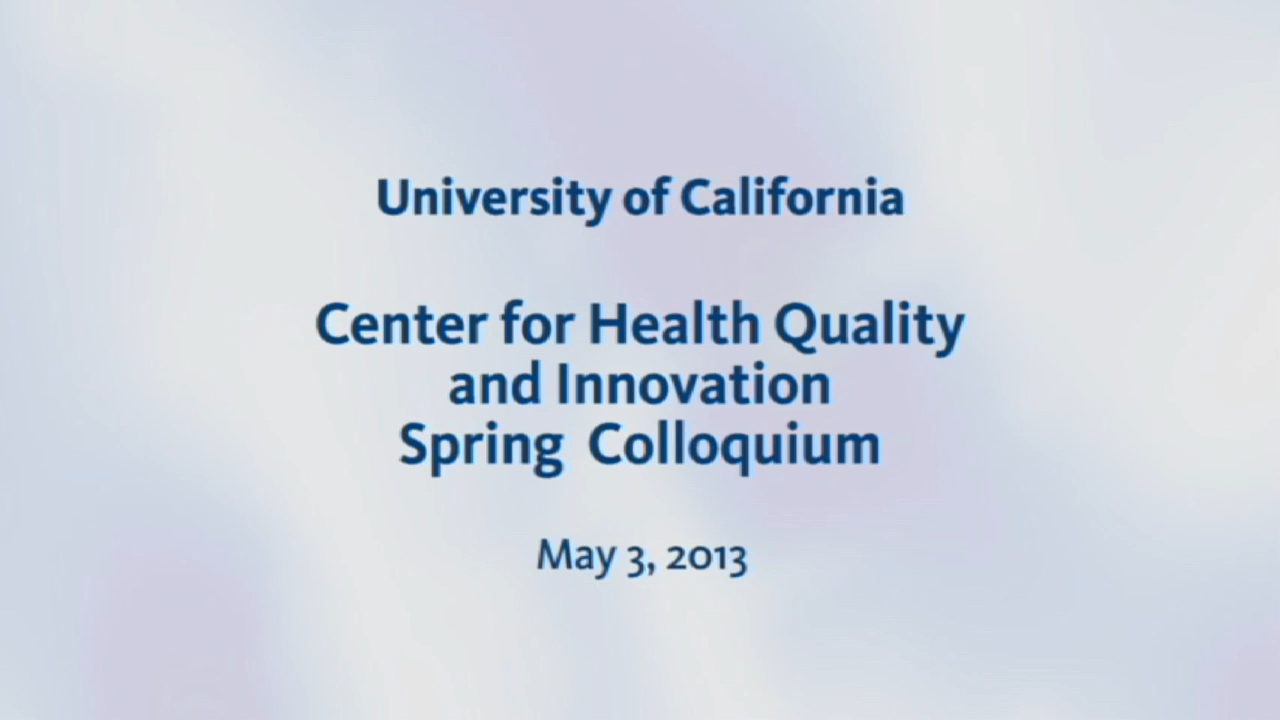 University of California
Center for Health Quality
and Innovation
Spring Colloquium
May 3, 2013